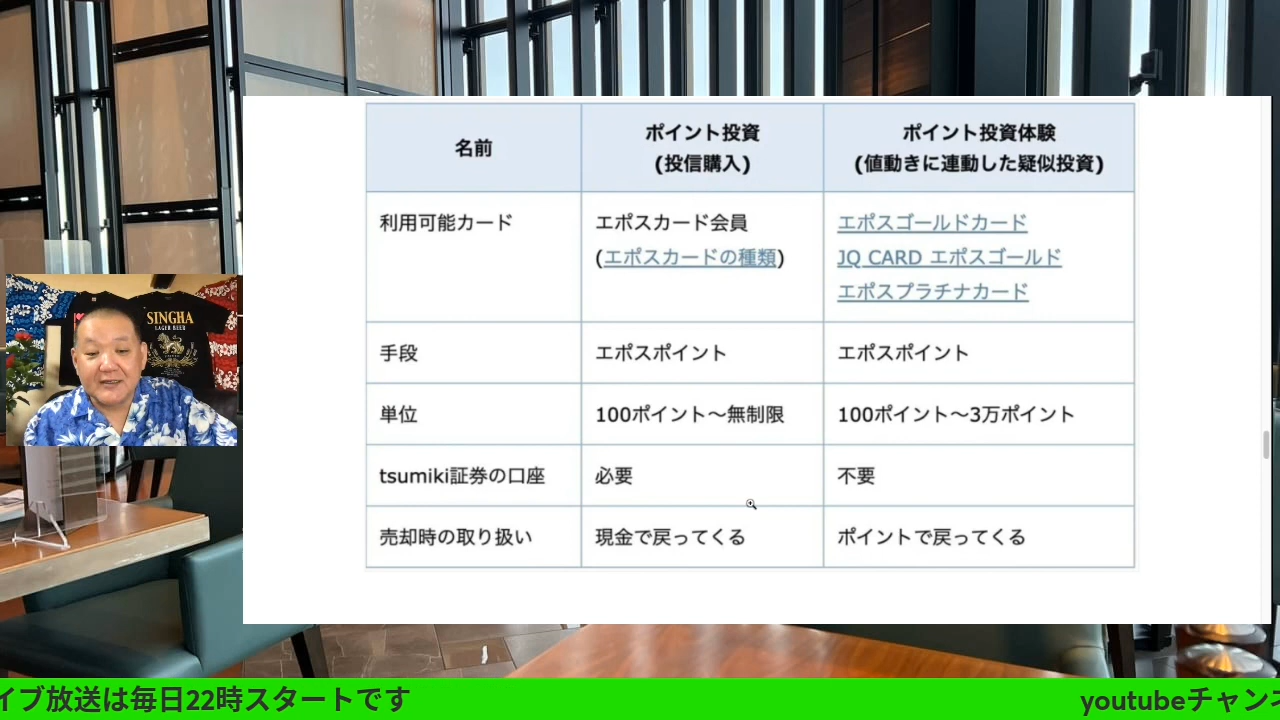 名前
ポイント投資
(投信購入)
ポイント投資体験
(値動きに連動した疑似投資)
利用可能カード
エポスカード会員
(エポスカードの種類)
エポスゴールドカード
JQ CARD エポスゴールド
エポスプラチナカード
手段
エポスポイント
エポスポイント
単位
100ポイント～無制限
100ポイント～3万ポイント
tsumiki証券の口座
必要
不要
売却時の取り扱い
現金で戻ってくる
ポイントで戻ってくる
SINGHA
LAGER BEER
イブ放送は毎日22時スタートです
youtubeチャンネ